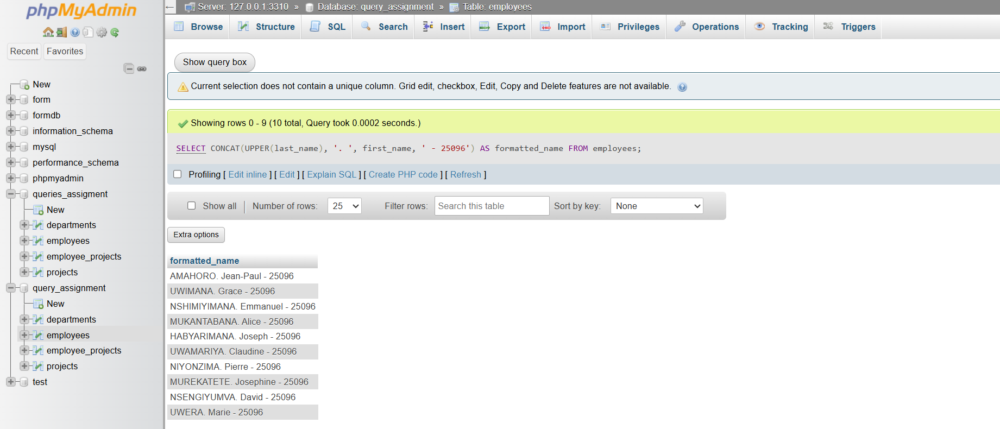 phpMyAdmin
Recent Favorites
New
form
formdb
information_schema
mysql
performance_schema
phpmyadmin
queries_assigment
New
departments
employees
employee_projects
projects
query_assignment
New
departments
employees
employee_projects
projects
test
Server: 127.0.0.1:3310 » Database: query_assignment » Table: employees
Browse Structure SQL Search Insert Export Import Privileges Operations Tracking Triggers
Show query box
Current selection does not contain a unique column. Grid edit, checkbox, Edit, Copy and Delete features are not available.
Showing rows 0 - 9 (10 total, Query took 0.0002 seconds.)
SELECT CONCAT(UPPER(last_name), '. ', first_name, ' - 25096') AS formatted_name FROM employees;
Profiling [ Edit inline ] [ Edit ] [ Explain SQL ] [ Create PHP code ] [ Refresh ]
Show all | Number of rows: 25 Filter rows: Search this table Sort by key: None
Extra options
formatted_name
AMAHORO. Jean-Paul - 25096
UWIMANA. Grace - 25096
NSHIMIYIMANA. Emmanuel - 25096
MUKANTABANA. Alice - 25096
HABYARIMANA. Joseph - 25096
UWAMARIYA. Claudine - 25096
NIYONZIMA. Pierre - 25096
MUREKATETE. Josephine - 25096
NSENGIYUMVA. David - 25096
UWERA. Marie - 25096